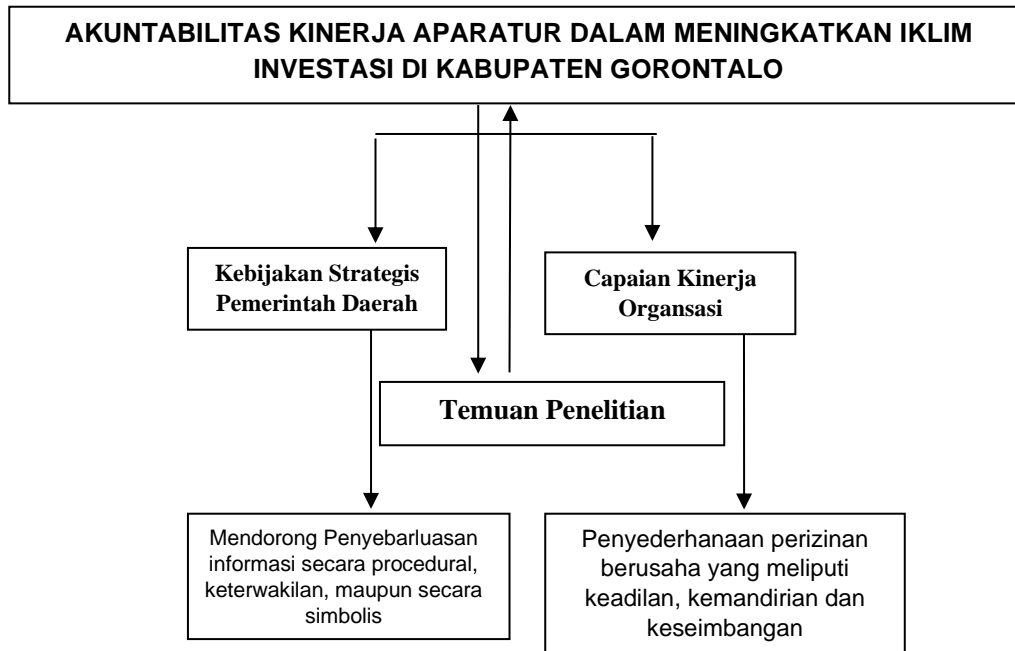 AKUNTABILITAS KINERJA APARATUR DALAM MENINGKATKAN IKLIM
INVESTASI DI KABUPATEN GORONTALO
Kebijakan Strategis
Pemerintah Daerah
Capaian Kinerja
Organsasi
Temuan Penelitian
Mendorong Penyebarluasan
informasi secara procedural,
keterwakilan, maupun secara
simbolis
Penyederhanaan perizinan
berusaha yang meliputi
keadilan, kemandirian dan
keseimbangan